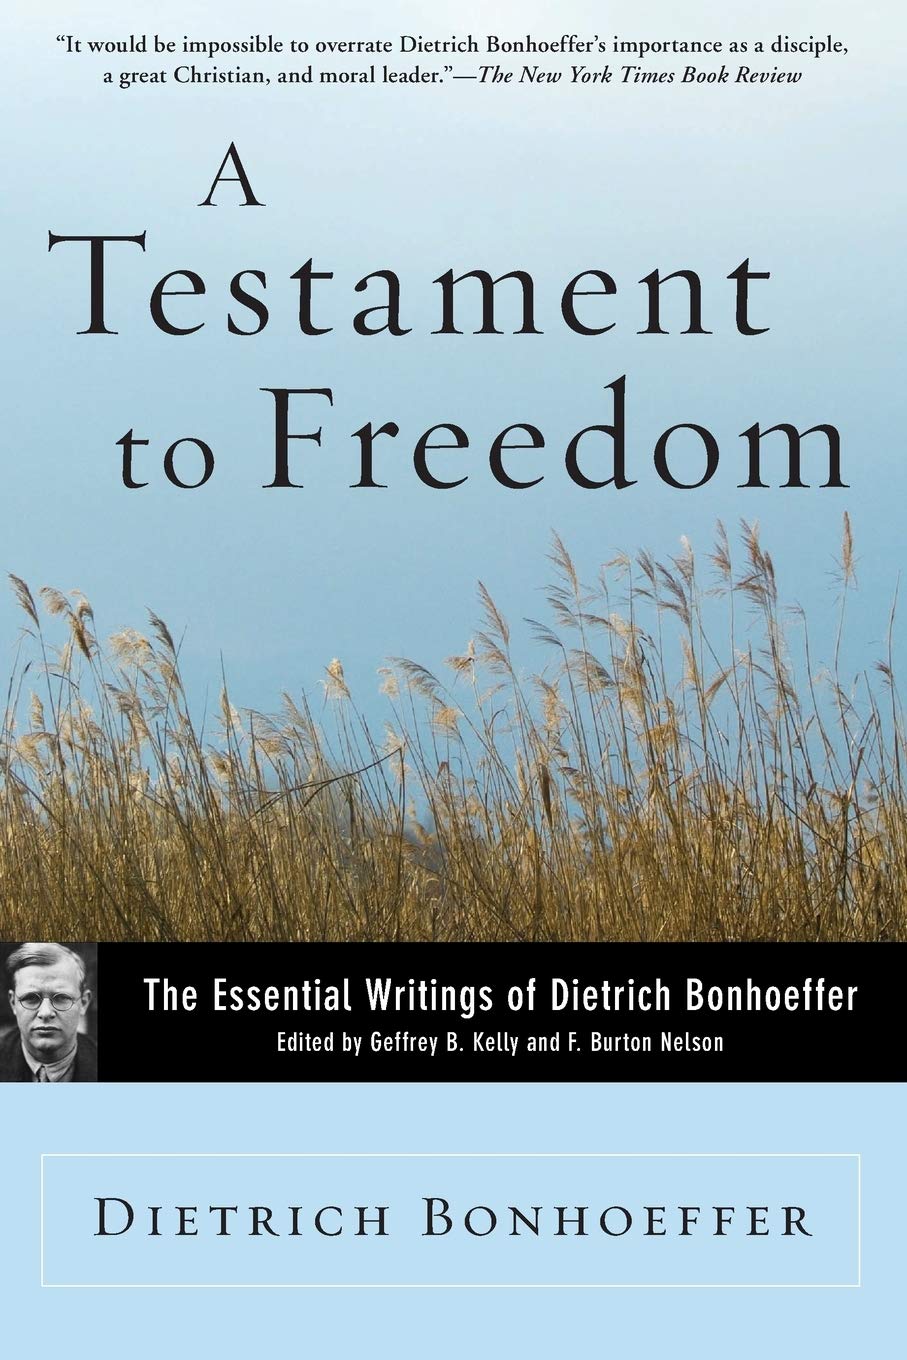 “It would be impossible to overrate Dietrich Bonhoeffer’s importance as a disciple,
a great Christian, and moral leader.”—The New York Times Book Review
A
Testament
to Freedom
The Essential Writings of Dietrich Bonhoeffer
Edited by Geffrey B. Kelly and F. Burton Nelson
DIETRICH BONHOEFFER